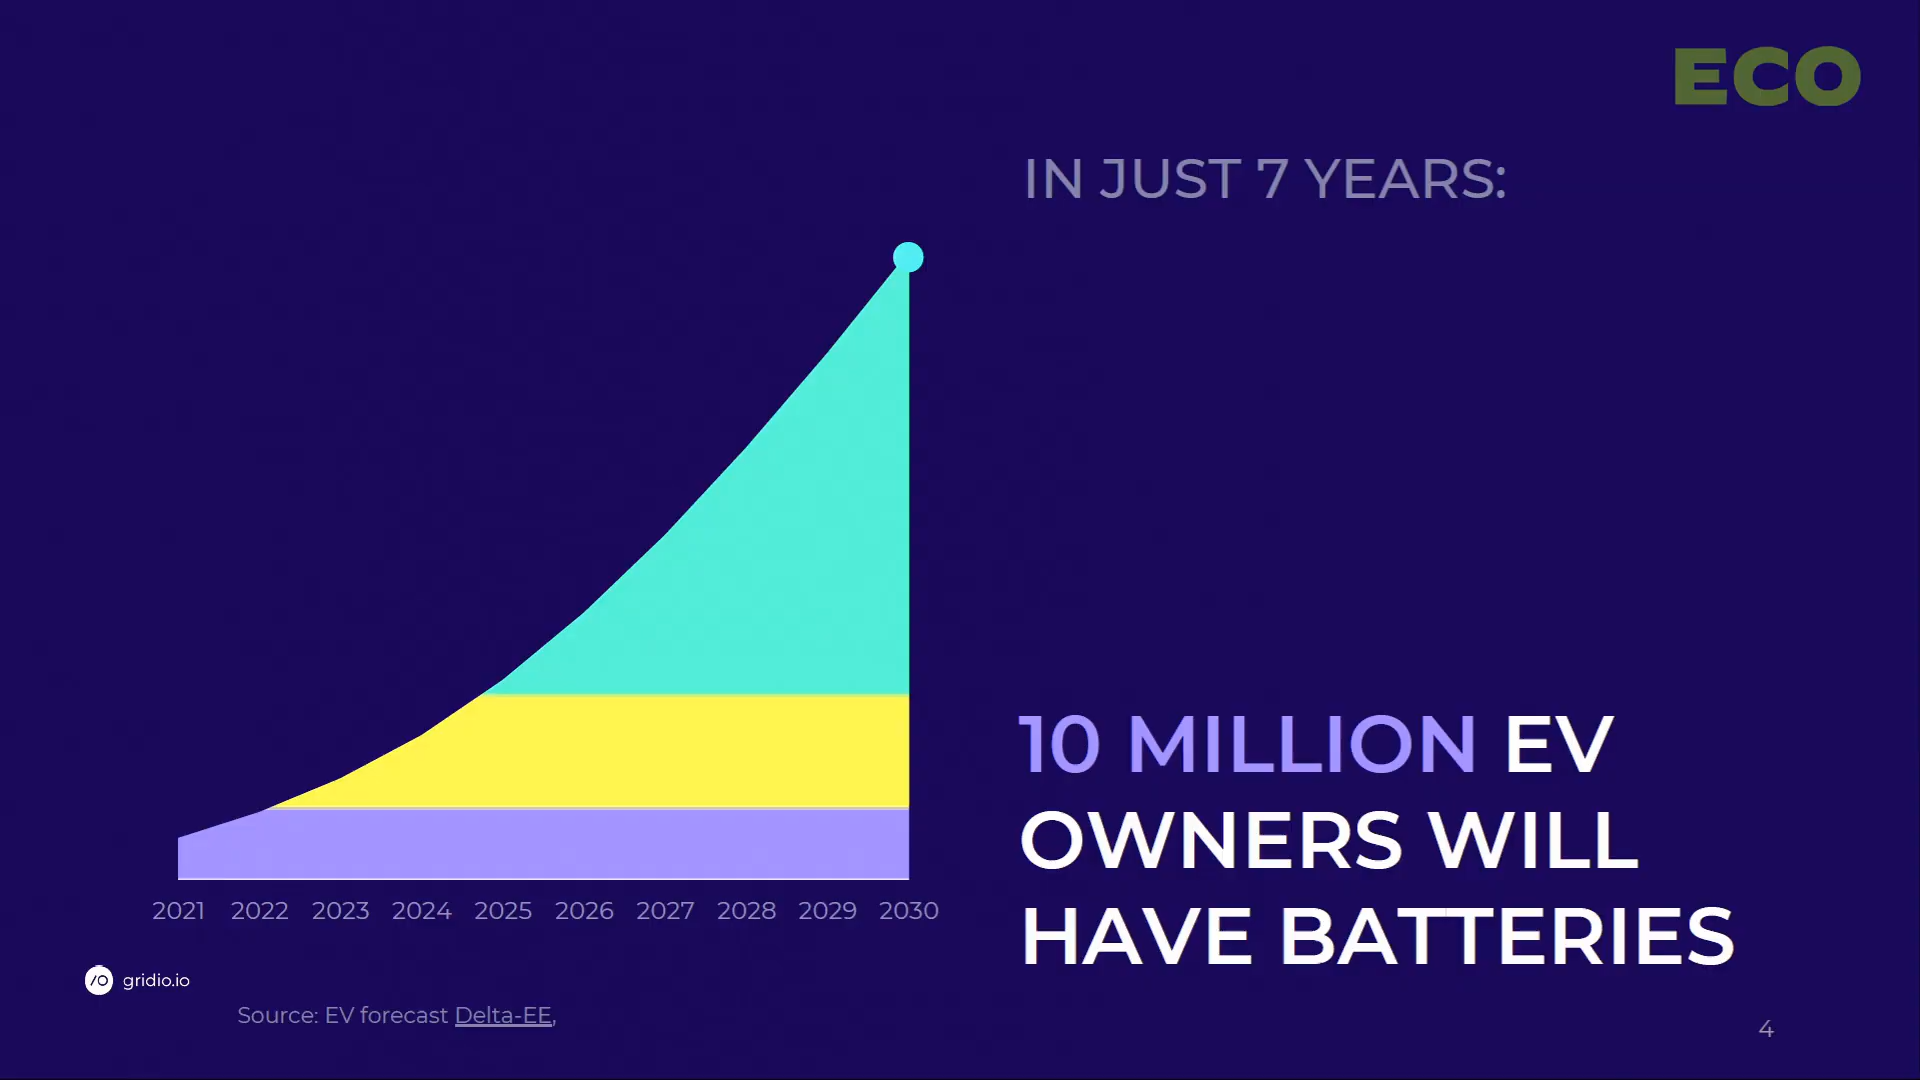 ECO
IN JUST 7 YEARS:
10 MILLION EV
OWNERS WILL
HAVE BATTERIES
2021 2022 2023 2024 2025 2026 2027 2028 2029 2030
/O gridio.io
Source: EV forecast Delta-EE,
4